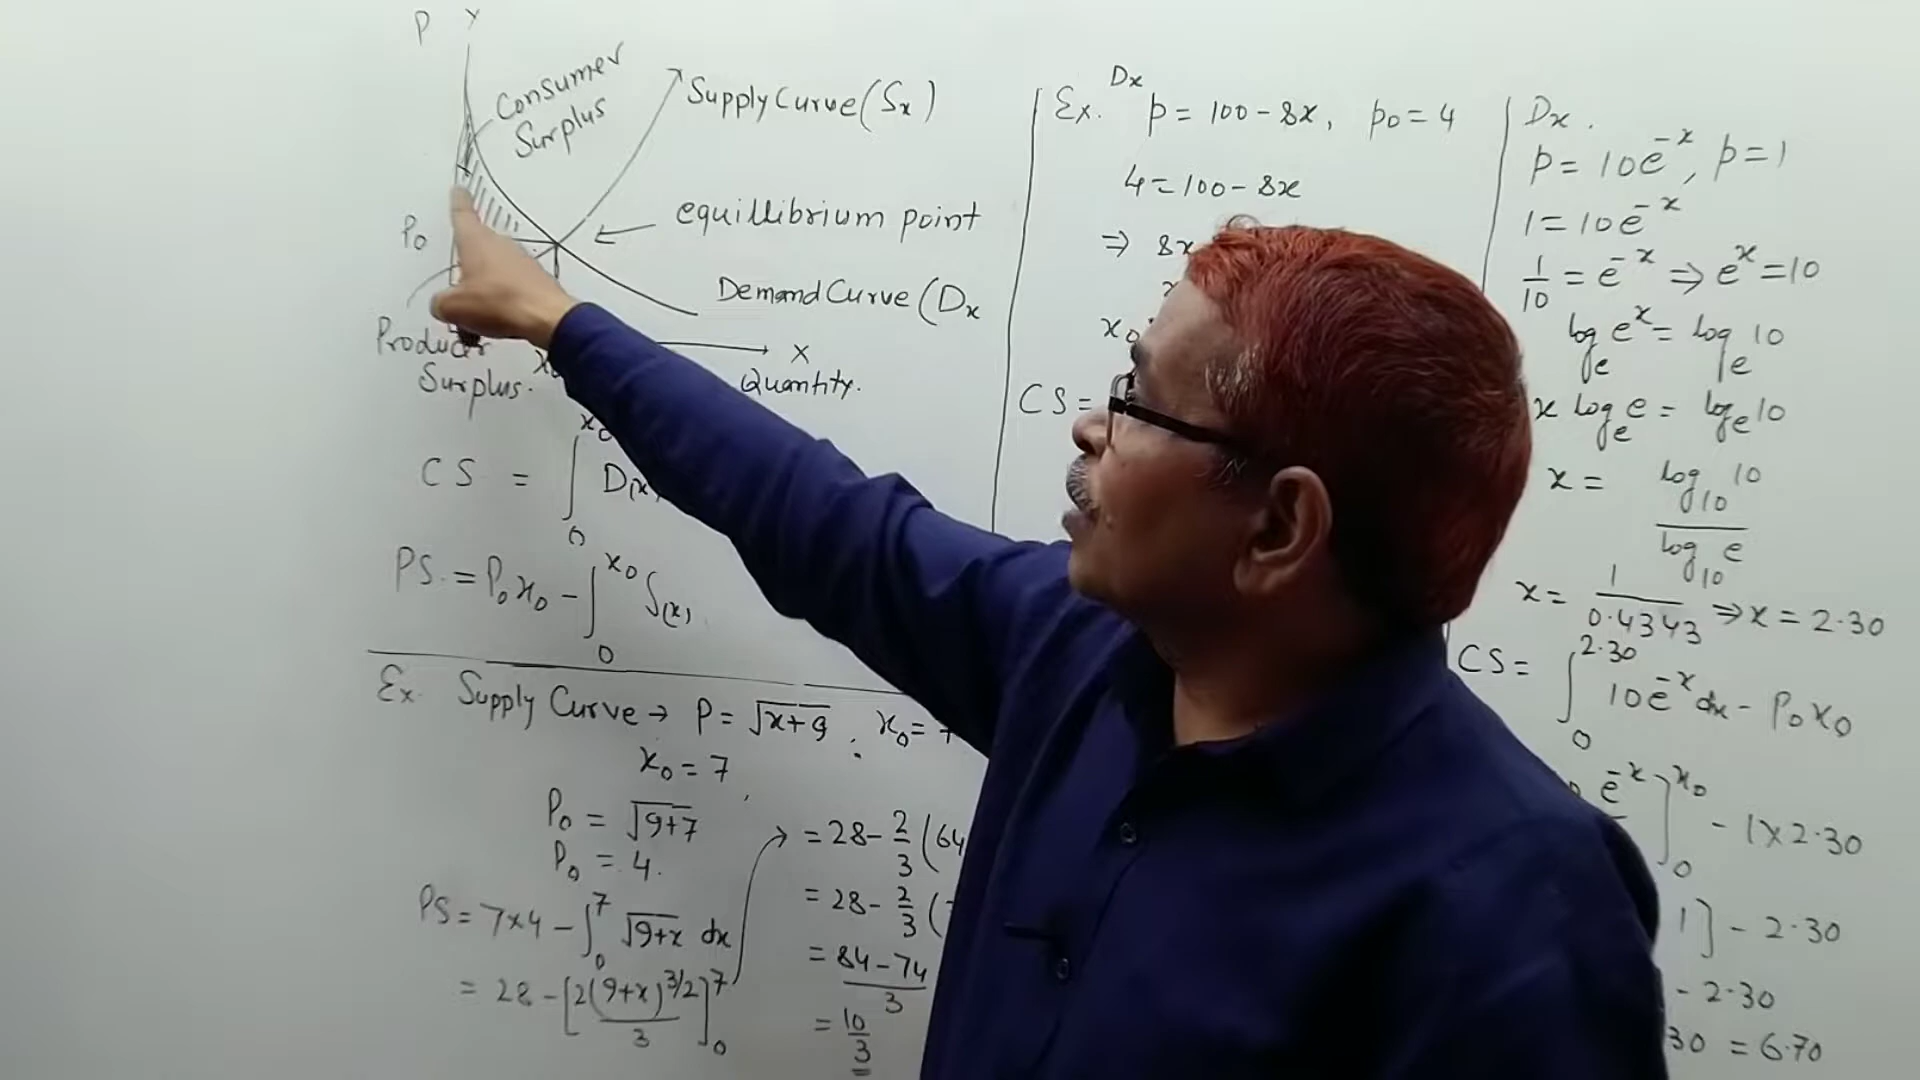 P Y
Consumer
Surplus
Supply Curve (Sx)
equillibrium point
P₀
Demand Curve (Dx
Producer
Surplus.
X
Quantity.
CS = ∫₀^x₀ D(x)
PS. = P₀x₀ - ∫₀^x₀ S(x)
Ex. Supply Curve → P = √x+9 , x₀ = 7
x₀ = 7
P₀ = √9+7
P₀ = 4.
PS = 7×4 - ∫₀^7 √9+x dx
= 28 - [2(9+x)^3/2 / 3]₀^7
= 28 - 2/3 (64
= 28 - 2/3 (
= 84-74 / 3
= 10/3
Dx
Ex. p = 100-8x, p₀ = 4
4 = 100-8x
⇒ 8x
x₀
CS =
Dx.
p = 10e^-x, p = 1
1 = 10e^-x
1/10 = e^-x ⇒ e^x = 10
logₑ e^x = logₑ 10
x logₑ e = logₑ 10
x = log₁₀ 10 / log₁₀ e
x = 1/0.4343 ⇒ x = 2.30
CS = ∫₀^2.30 10e^-x dx - P₀x₀
e^-x ]₀^x₀ - 1×2.30
1] - 2.30
- 2.30
30 = 6.70